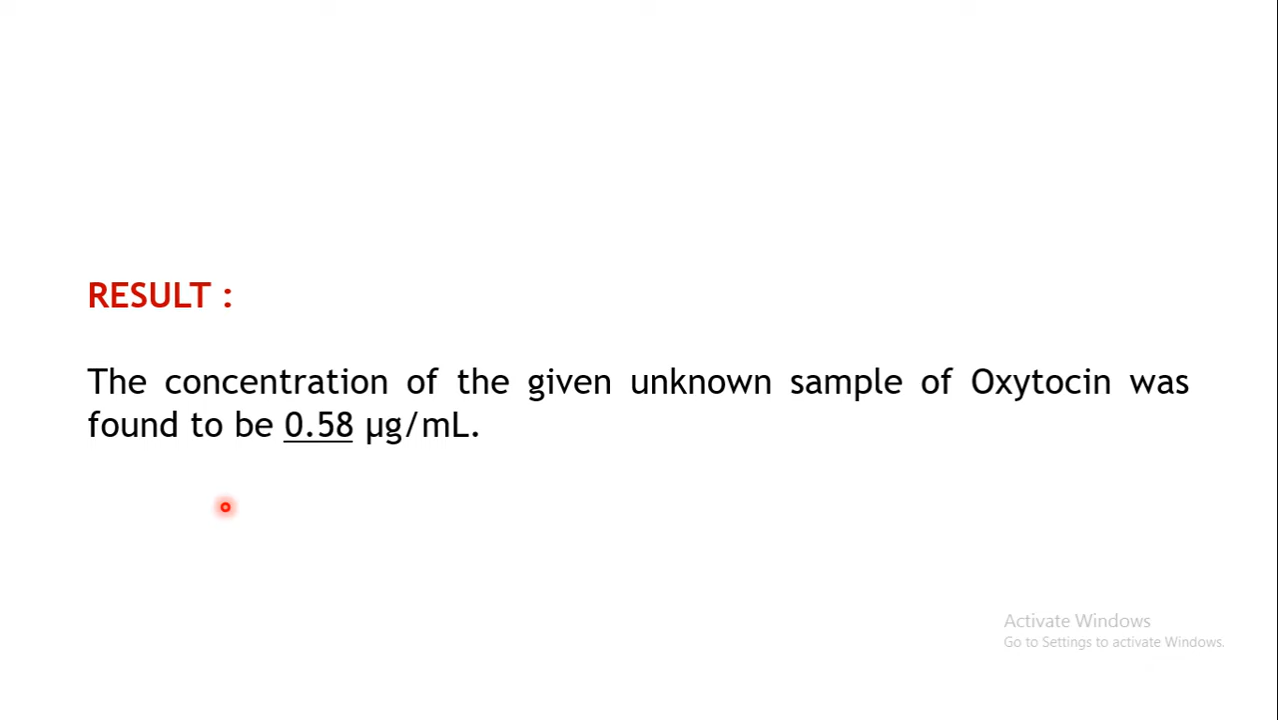 RESULT :
The concentration of the given unknown sample of Oxytocin was
found to be 0.58 µg/mL.
Activate Windows
Go to Settings to activate Windows.